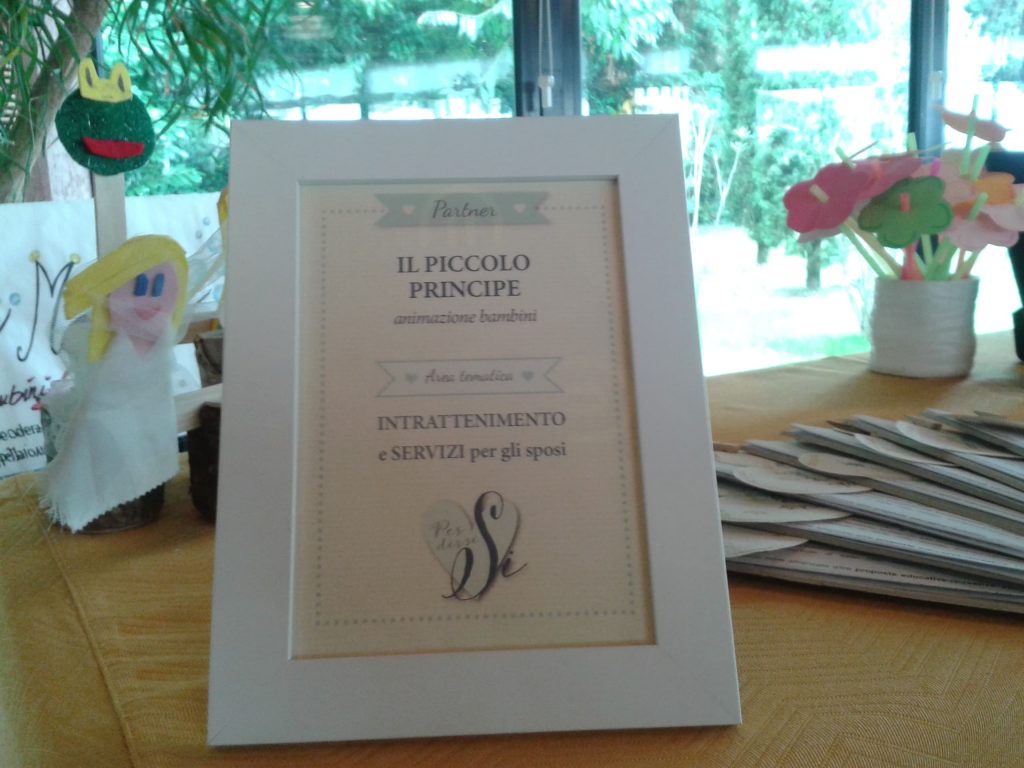 Partner
IL PICCOLO
PRINCIPE
animazione bambini
Area tematica
INTRATTENIMENTO
e SERVIZI per gli sposi
Per
dirsi
Sì